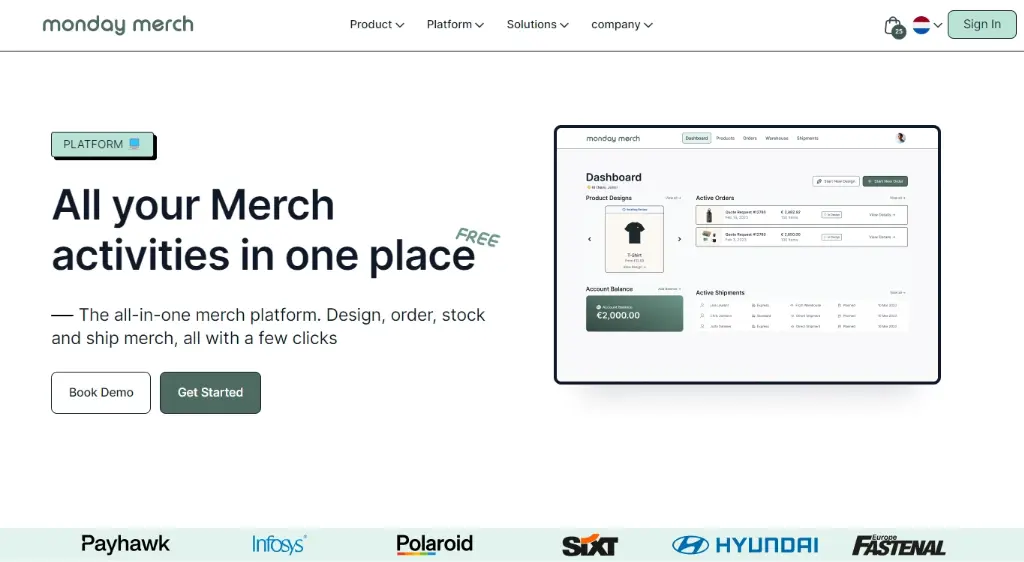 monday merch
Product
Platform
Solutions
company
25
Sign In
PLATFORM
All your Merch
activities in one place
FREE
— The all-in-one merch platform. Design, order, stock
and ship merch, all with a few clicks
Book Demo
Get Started
monday merch
Dashboard
Products
Orders
Warehouse
Shipments
Dashboard
Product Designs
Active Orders
T-Shirt
Account Balance
Account Balance
€2,000.00
Active Shipments
Payhawk
Infosys
Polaroid
SIXT
HYUNDAI
Europe
FASTENAL